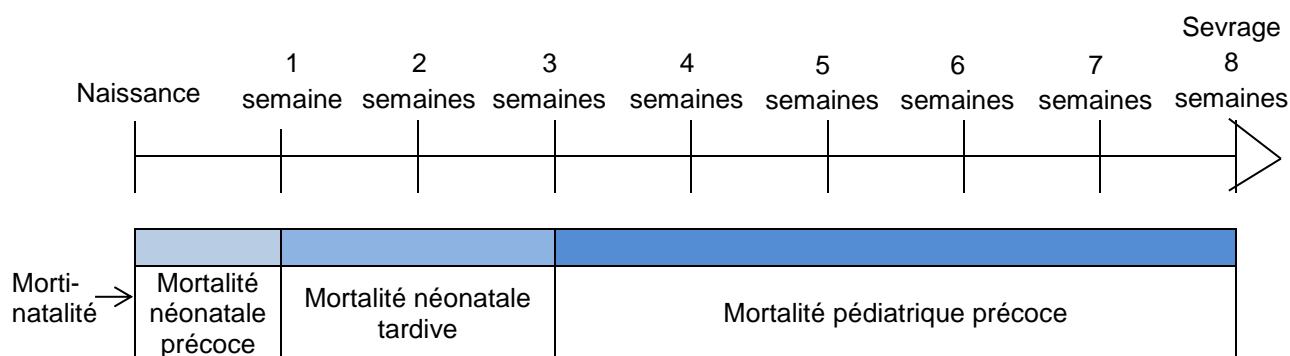 Sevrage
Naissance
1
semaine
2
semaines
3
semaines
4
semaines
5
semaines
6
semaines
7
semaines
8
semaines
Morti-
natalité
Mortalité
néonatale
précoce
Mortalité néonatale
tardive
Mortalité pédiatrique précoce